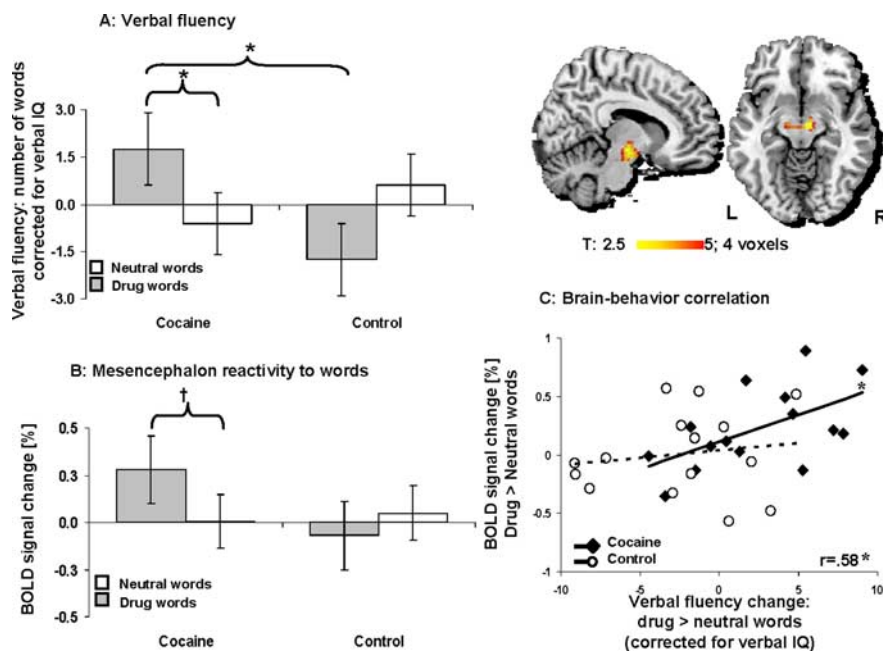 A: Verbal fluency
*
*
Verbal fluency: number of words
corrected for verbal IQ
3.0
1.5
0.0
-1.5
-3.0
Neutral words
Drug words
Cocaine
Control
L
R
T: 2.5
5; 4 voxels
B: Mesencephalon reactivity to words
†
BOLD signal change [%]
0.5
0.3
0.0
-0.3
-0.5
Neutral words
Drug words
Cocaine
Control
C: Brain-behavior correlation
BOLD signal change [%]
Drug > Neutral words
1
0.5
0
-0.5
-1
*
Cocaine
Control
r=.58*
-10
-5
0
5
10
Verbal fluency change:
drug > neutral words
(corrected for verbal IQ)